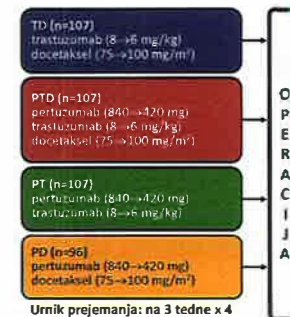 TD (n=107)
trastuzumab (8→6 mg/kg)
docetaksel (75→100 mg/m²)
PTD (n=107)
pertuzumab (840→420 mg)
trastuzumab (8→6 mg/kg)
docetaksel (75→100 mg/m²)
PT (n=107)
pertuzumab (840→420 mg)
trastuzumab (8→6 mg/kg)
PD (n=96)
pertuzumab (840→420 mg)
docetaksel (75→100 mg/m²)
Urnik prejemanja: na 3 tedne x 4
O
P
E
R
A
C
I
J
A